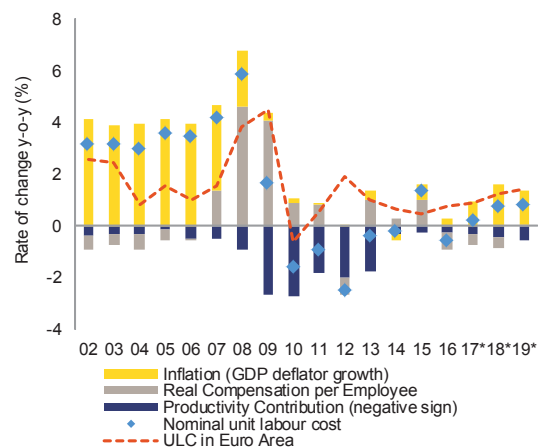 Rate of change y-o-y (%)
8
6
4
2
0
-2
-4
02 03 04 05 06 07 08 09 10 11 12 13 14 15 16 17* 18* 19*
Inflation (GDP deflator growth)
Real Compensation per Employee
Productivity Contribution (negative sign)
Nominal unit labour cost
ULC in Euro Area